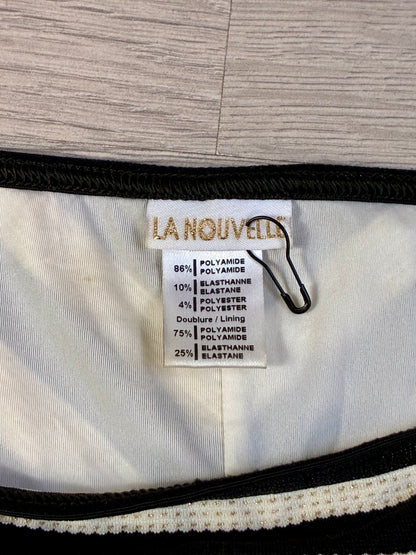 LA NOUVELLE
86% POLYAMIDE
POLYAMIDE
10% ELASTHANNE
ELASTANE
4% POLYESTER
POLYESTER
Doublure / Lining
75% POLYAMIDE
POLYAMIDE
25% ELASTHANNE
ELASTANE